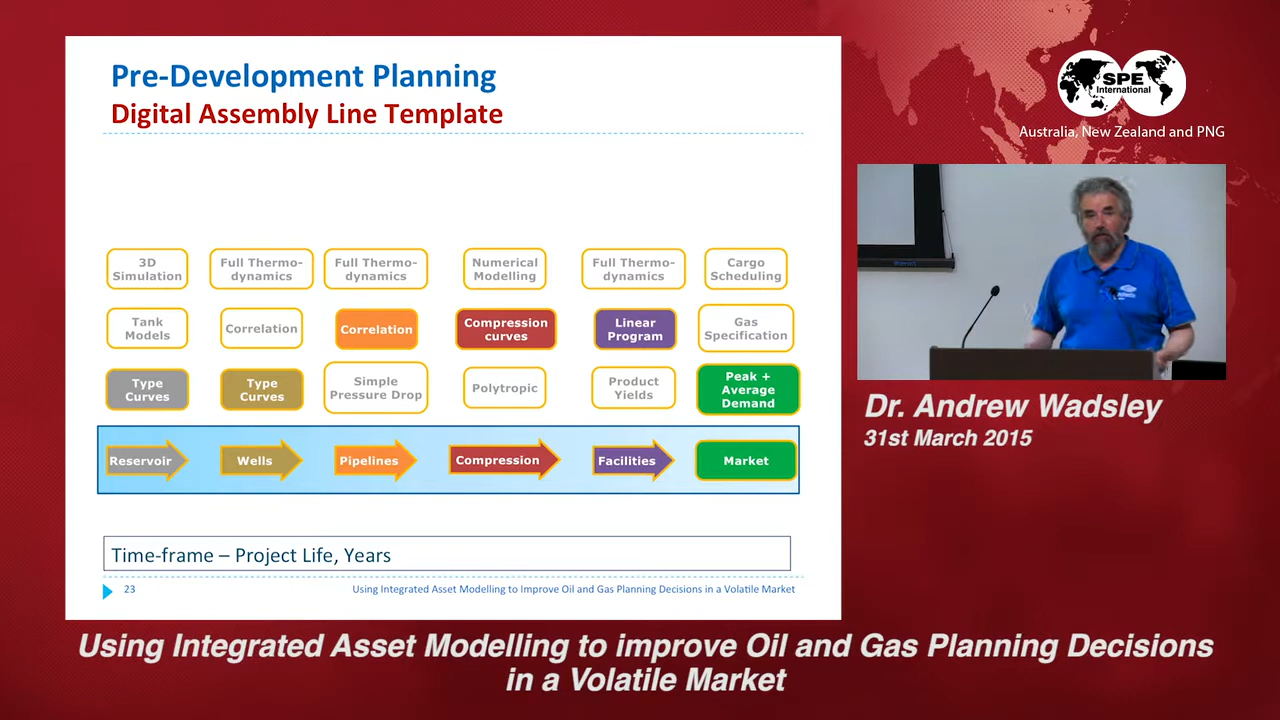 Pre-Development Planning
Digital Assembly Line Template
3D
Simulation
Full Thermo-
dynamics
Full Thermo-
dynamics
Numerical
Modelling
Full Thermo-
dynamics
Cargo
Scheduling
Tank
Models
Correlation
Correlation
Compression
curves
Linear
Program
Gas
Specification
Type
Curves
Type
Curves
Simple
Pressure Drop
Polytropic
Product
Yields
Peak +
Average
Demand
Reservoir
Wells
Pipelines
Compression
Facilities
Market
Time-frame – Project Life, Years
23
Using Integrated Asset Modelling to Improve Oil and Gas Planning Decisions in a Volatile Market
SPE
International
Australia, New Zealand and PNG
Dr. Andrew Wadsley
31st March 2015
Using Integrated Asset Modelling to improve Oil and Gas Planning Decisions
in a Volatile Market